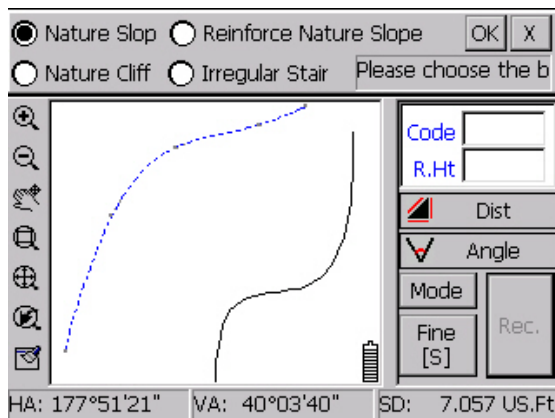 Nature Slop Reinforce Nature Slope OK X
Nature Cliff Irregular Stair Please choose the b
Code
R.Ht
Dist
Angle
Mode
Fine
[S]
Rec.
HA: 177°51'21" VA: 40°03'40" SD: 7.057 US.Ft